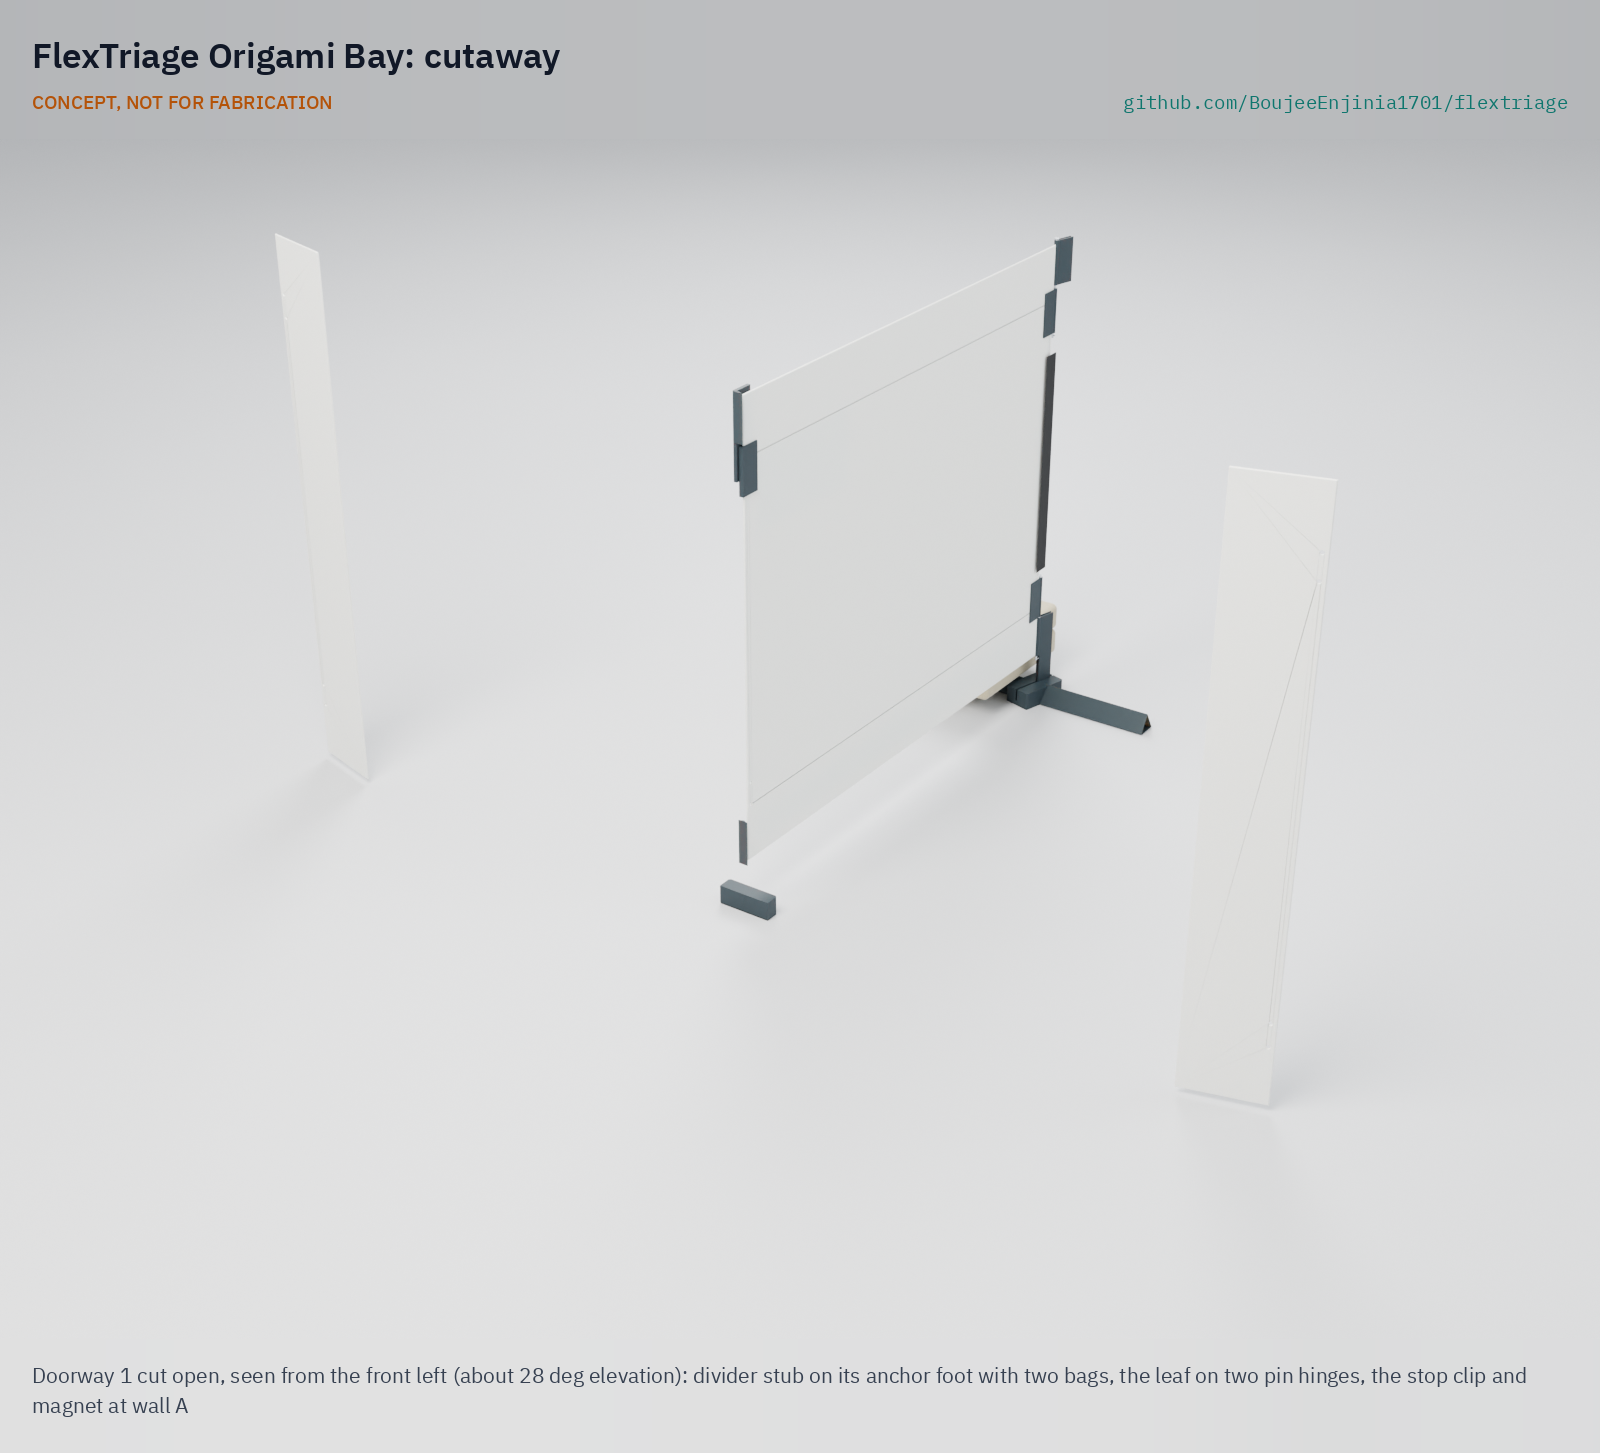 FlexTriage Origami Bay: cutaway
CONCEPT, NOT FOR FABRICATION
github.com/BoujeeEnjinia1701/flextriage
Doorway 1 cut open, seen from the front left (about 28 deg elevation): divider stub on its anchor foot with two bags, the leaf on two pin hinges, the stop clip and
magnet at wall A